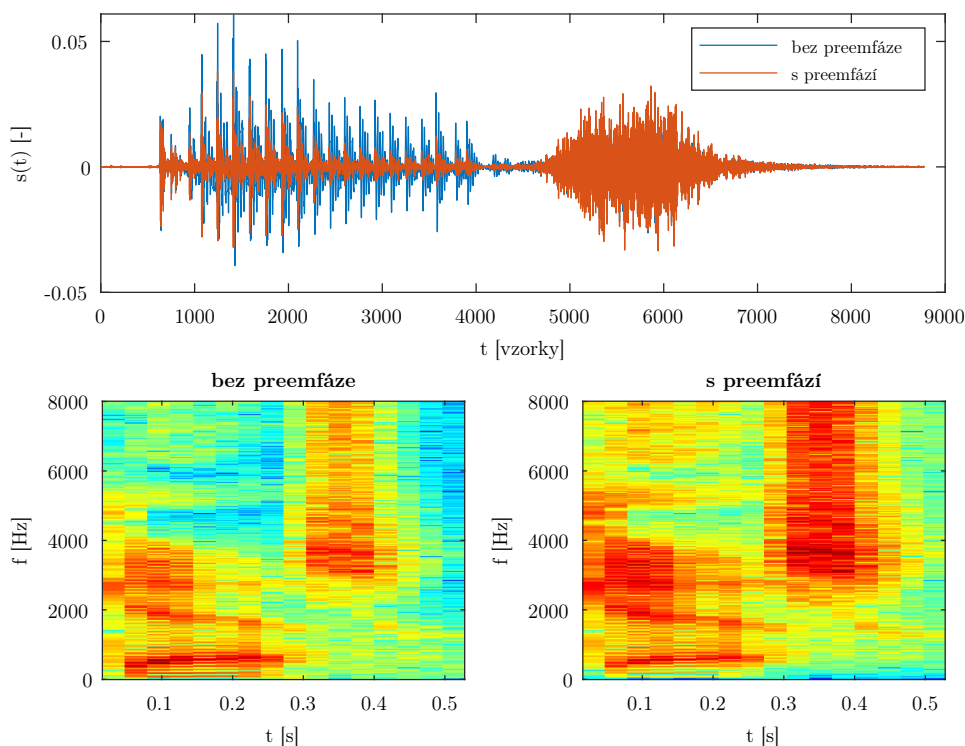 0.05
bez preemfáze
s preemfází
s(t) [-]
0
-0.05
0 1000 2000 3000 4000 5000 6000 7000 8000 9000
t [vzorky]
bez preemfáze
8000
6000
f [Hz]
4000
2000
0
0.1 0.2 0.3 0.4 0.5
t [s]
s preemfází
8000
6000
f [Hz]
4000
2000
0
0.1 0.2 0.3 0.4 0.5
t [s]